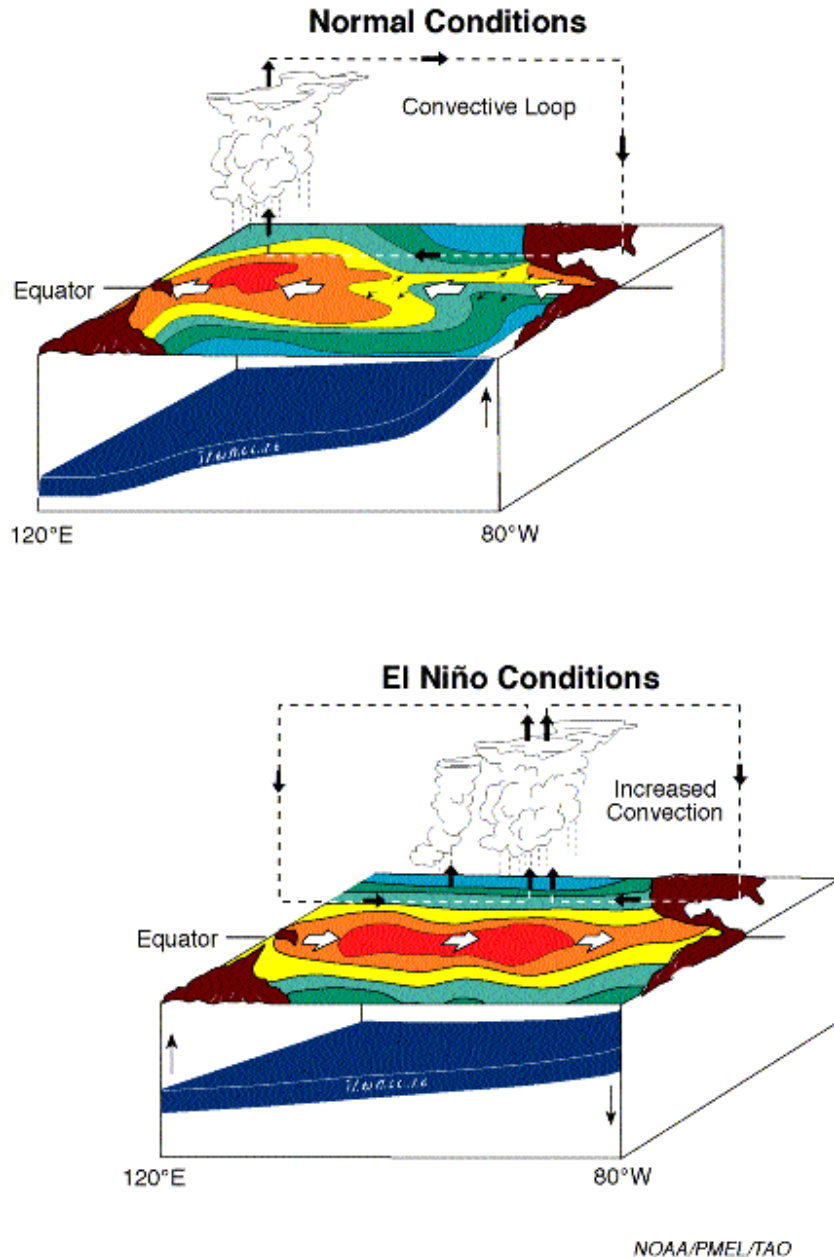 Normal Conditions
Convective Loop
Equator
120°E
80°W
El Niño Conditions
Increased
Convection
Equator
120°E
80°W
NOAA/PMEL/TAO